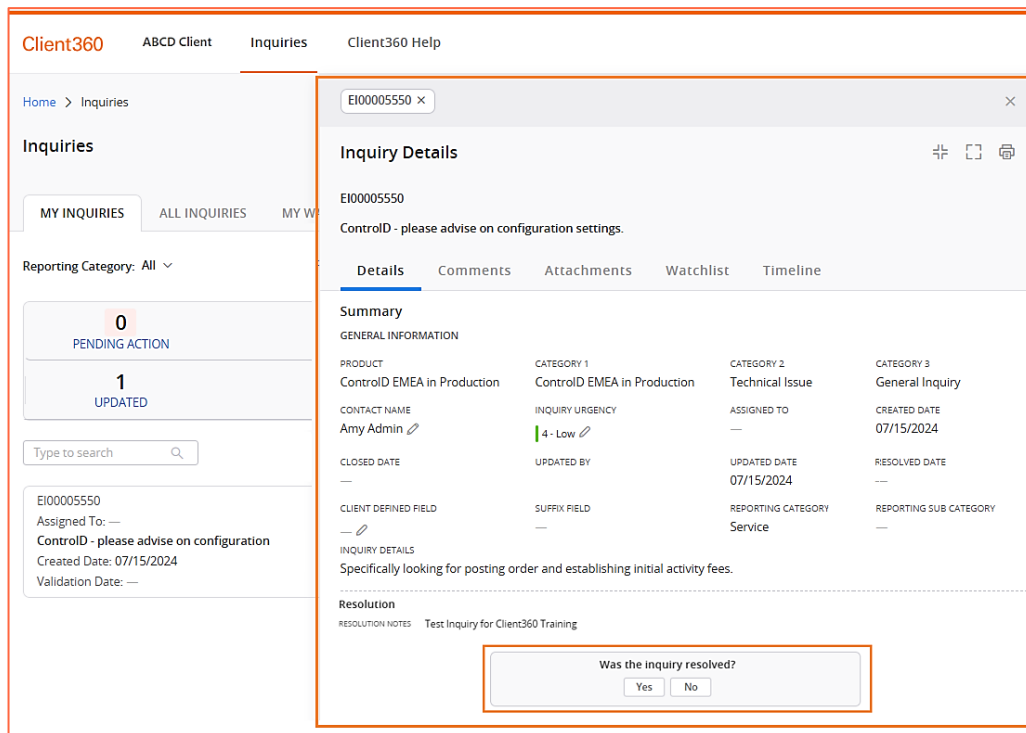 Client360 ABCD Client Inquiries Client360 Help
Home > Inquiries
Inquiries
MY INQUIRIES ALL INQUIRIES MY W
Reporting Category: All
0
PENDING ACTION
1
UPDATED
Type to search
EI00005550
Assigned To: —
ControlD - please advise on configuration
Created Date: 07/15/2024
Validation Date: —
EI00005550 ×
Inquiry Details
EI00005550
ControlD - please advise on configuration settings.
Details Comments Attachments Watchlist Timeline
Summary
GENERAL INFORMATION
PRODUCT CATEGORY 1 CATEGORY 2 CATEGORY 3
ControlD EMEA in Production ControlD EMEA in Production Technical Issue General Inquiry
CONTACT NAME INQUIRY URGENCY ASSIGNED TO CREATED DATE
Amy Admin 4 - Low — 07/15/2024
CLOSED DATE UPDATED BY UPDATED DATE RESOLVED DATE
— 07/15/2024 —
CLIENT DEFINED FIELD SUFFIX FIELD REPORTING CATEGORY REPORTING SUB CATEGORY
— — Service —
INQUIRY DETAILS
Specifically looking for posting order and establishing initial activity fees.
Resolution
RESOLUTION NOTES Test Inquiry for Client360 Training
Was the inquiry resolved?
Yes No